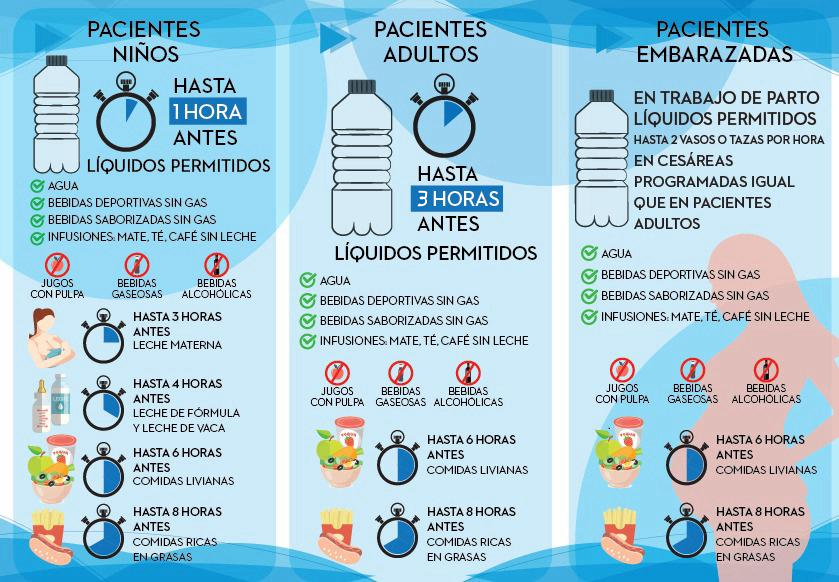 PACIENTES
NIÑOS
HASTA
1 HORA
ANTES
LÍQUIDOS PERMITIDOS
AGUA
BEBIDAS DEPORTIVAS SIN GAS
BEBIDAS SABORIZADAS SIN GAS
INFUSIONES: MATE, TÉ, CAFÉ SIN LECHE
JUGOS
CON PULPA
BEBIDAS
GASEOSAS
BEBIDAS
ALCOHÓLICAS
HASTA 3 HORAS
ANTES
LECHE MATERNA
HASTA 4 HORAS
ANTES
LECHE DE FÓRMULA
Y LECHE DE VACA
HASTA 6 HORAS
ANTES
COMIDAS LIVIANAS
HASTA 8 HORAS
ANTES
COMIDAS RICAS
EN GRASAS
PACIENTES
ADULTOS
HASTA
3 HORAS
ANTES
LÍQUIDOS PERMITIDOS
AGUA
BEBIDAS DEPORTIVAS SIN GAS
BEBIDAS SABORIZADAS SIN GAS
INFUSIONES: MATE, TÉ, CAFÉ SIN LECHE
JUGOS
CON PULPA
BEBIDAS
GASEOSAS
BEBIDAS
ALCOHÓLICAS
HASTA 6 HORAS
ANTES
COMIDAS LIVIANAS
HASTA 8 HORAS
ANTES
COMIDAS RICAS
EN GRASAS
PACIENTES
EMBARAZADAS
EN TRABAJO DE PARTO
LÍQUIDOS PERMITIDOS
HASTA 2 VASOS O TAZAS POR HORA
EN CESÁREAS
PROGRAMADAS IGUAL
QUE EN PACIENTES
ADULTOS
AGUA
BEBIDAS DEPORTIVAS SIN GAS
BEBIDAS SABORIZADAS SIN GAS
INFUSIONES: MATE, TÉ, CAFÉ SIN LECHE
JUGOS
CON PULPA
BEBIDAS
GASEOSAS
BEBIDAS
ALCOHÓLICAS
HASTA 6 HORAS
ANTES
COMIDAS LIVIANAS
HASTA 8 HORAS
ANTES
COMIDAS RICAS
EN GRASAS